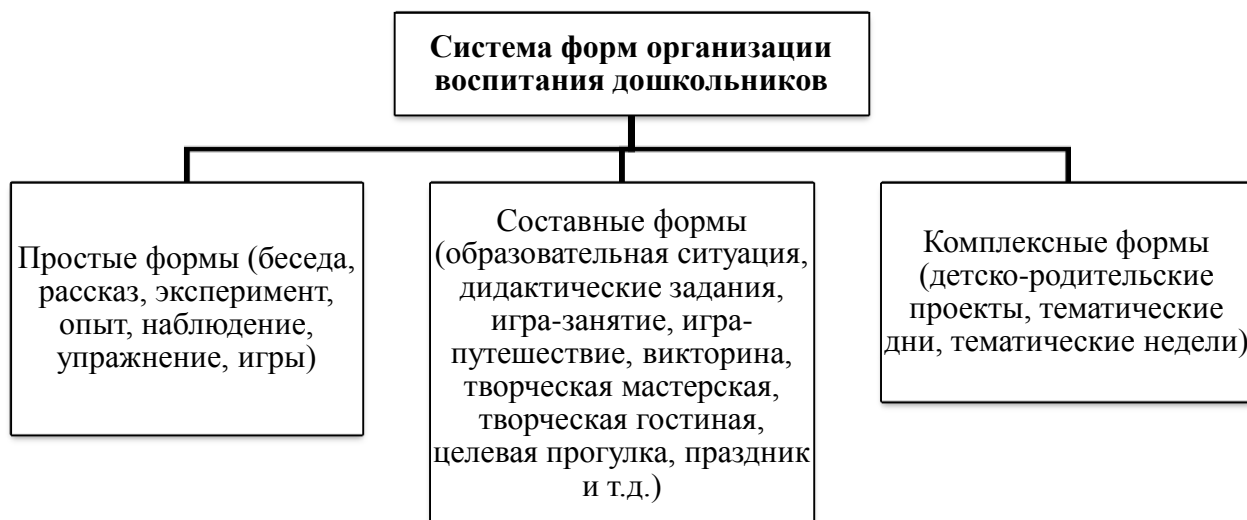 Система форм организации
воспитания дошкольников
Простые формы (беседа,
рассказ, эксперимент,
опыт, наблюдение,
упражнение, игры)
Составные формы
(образовательная ситуация,
дидактические задания,
игра-занятие, игра-
путешествие, викторина,
творческая мастерская,
творческая гостиная,
целевая прогулка, праздник
и т.д.)
Комплексные формы
(детско-родительские
проекты, тематические
дни, тематические недели)